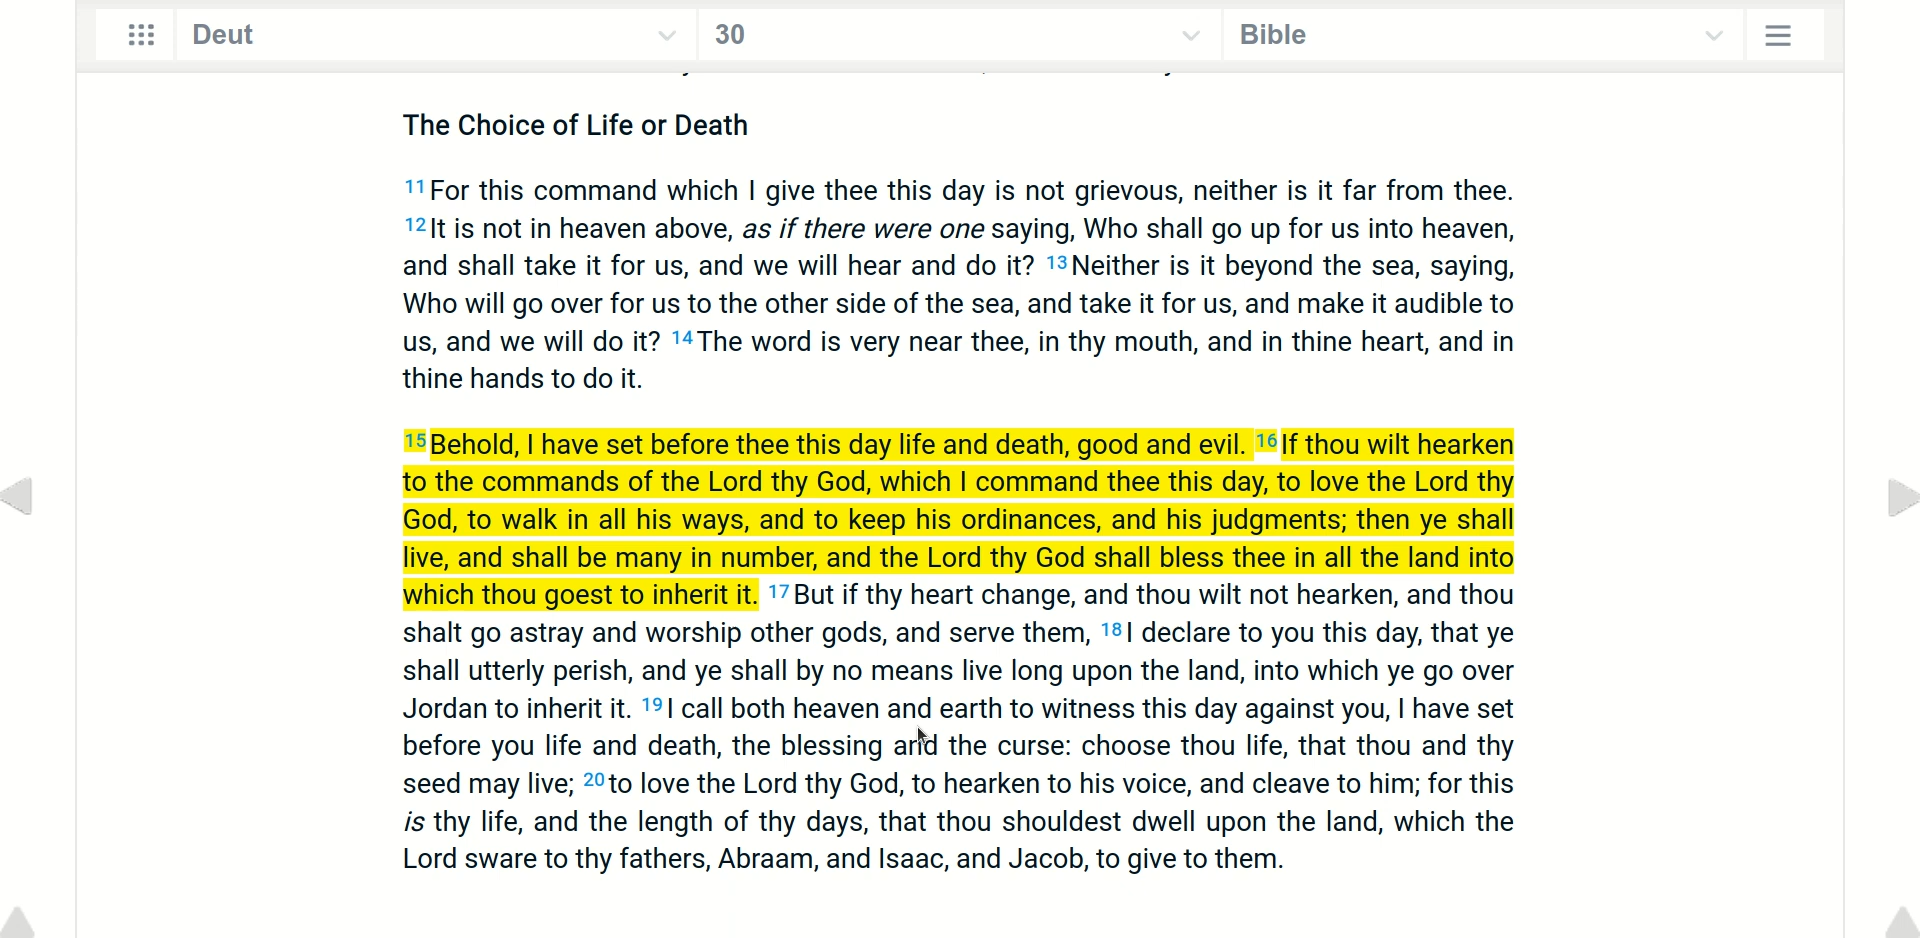 Deut 30 Bible
The Choice of Life or Death
11 For this command which I give thee this day is not grievous, neither is it far from thee.
12 It is not in heaven above, as if there were one saying, Who shall go up for us into heaven,
and shall take it for us, and we will hear and do it? 13 Neither is it beyond the sea, saying,
Who will go over for us to the other side of the sea, and take it for us, and make it audible to
us, and we will do it? 14 The word is very near thee, in thy mouth, and in thine heart, and in
thine hands to do it.
15 Behold, I have set before thee this day life and death, good and evil. 16 If thou wilt hearken
to the commands of the Lord thy God, which I command thee this day, to love the Lord thy
God, to walk in all his ways, and to keep his ordinances, and his judgments; then ye shall
live, and shall be many in number, and the Lord thy God shall bless thee in all the land into
which thou goest to inherit it. 17 But if thy heart change, and thou wilt not hearken, and thou
shalt go astray and worship other gods, and serve them, 18 I declare to you this day, that ye
shall utterly perish, and ye shall by no means live long upon the land, into which ye go over
Jordan to inherit it. 19 I call both heaven and earth to witness this day against you, I have set
before you life and death, the blessing and the curse: choose thou life, that thou and thy
seed may live; 20 to love the Lord thy God, to hearken to his voice, and cleave to him; for this
is thy life, and the length of thy days, that thou shouldest dwell upon the land, which the
Lord sware to thy fathers, Abraam, and Isaac, and Jacob, to give to them.